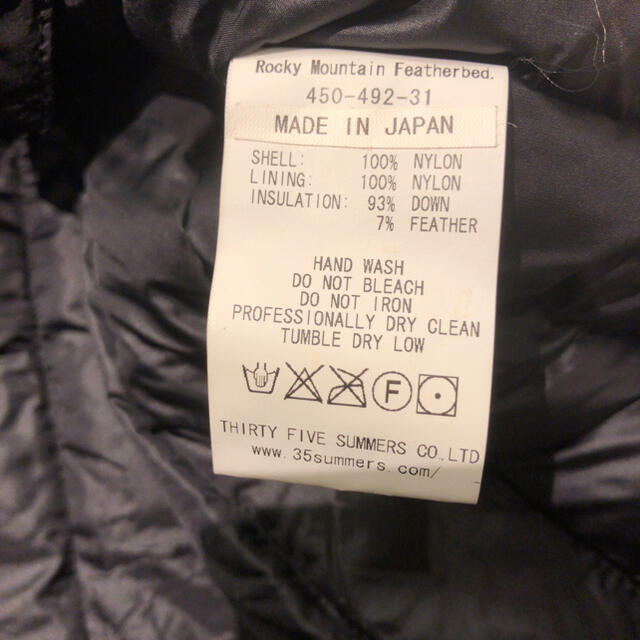 Rocky Mountain Featherbed.
450-492-31
MADE IN JAPAN
SHELL: 100% NYLON
LINING: 100% NYLON
INSULATION: 93% DOWN
7% FEATHER
HAND WASH
DO NOT BLEACH
DO NOT IRON
PROFESSIONALLY DRY CLEAN
TUMBLE DRY LOW
F
THIRTY FIVE SUMMERS CO.,LTD
www.35summers.com/